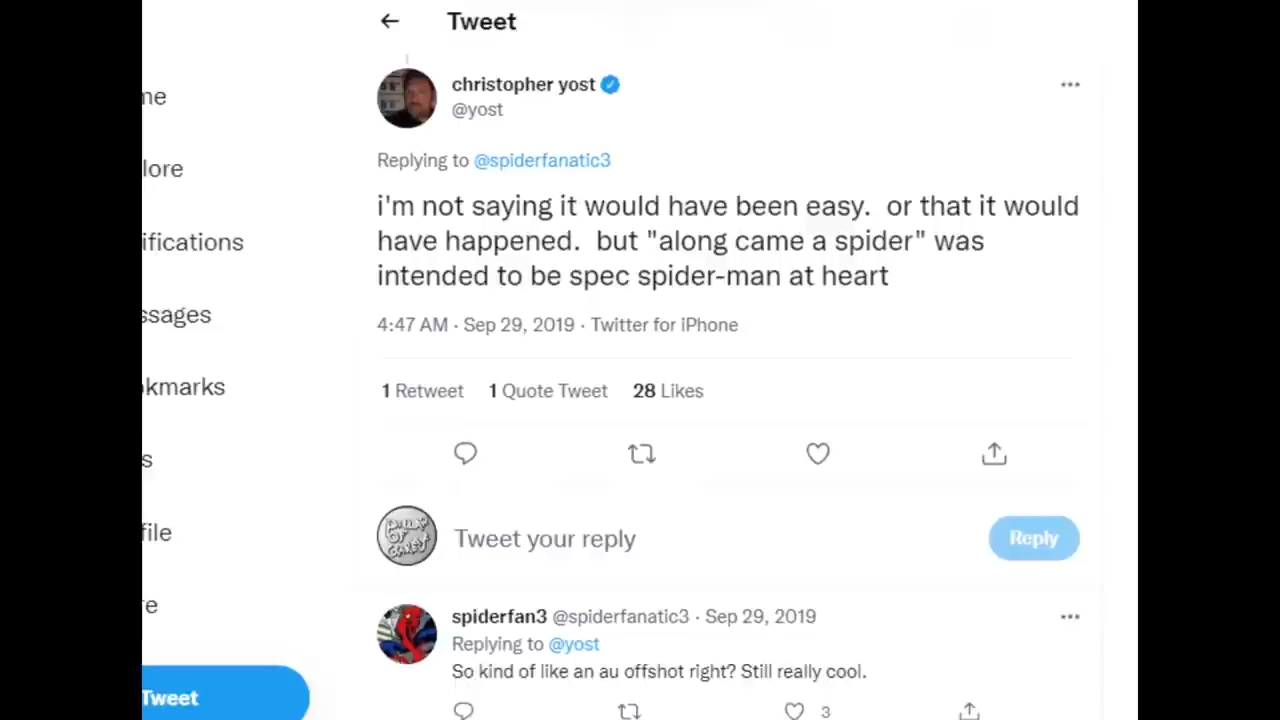 Tweet
christopher yost
@yost
Replying to @spiderfanatic3
i'm not saying it would have been easy.  or that it would
have happened.  but "along came a spider" was
intended to be spec spider-man at heart
4:47 AM · Sep 29, 2019 · Twitter for iPhone
1 Retweet 1 Quote Tweet 28 Likes
Tweet your reply
Reply
spiderfan3 @spiderfanatic3 · Sep 29, 2019
Replying to @yost
So kind of like an au offshot right? Still really cool.
3
me
lore
ifications
ssages
kmarks
s
file
re
Tweet